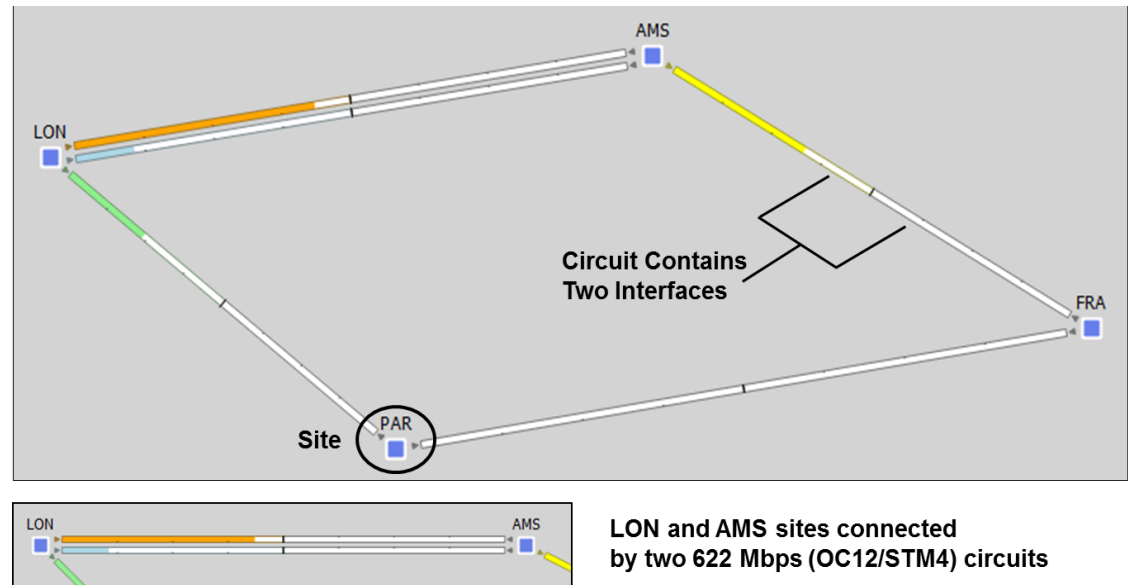 AMS
LON
Circuit Contains
Two Interfaces
FRA
PAR
Site
LON
AMS
LON and AMS sites connected
by two 622 Mbps (OC12/STM4) circuits